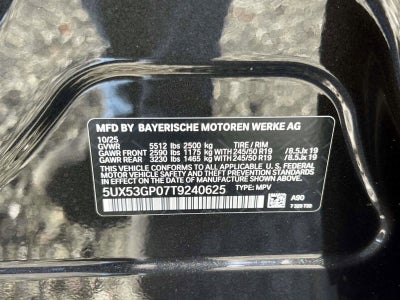 MFD BY BAYERISCHE MOTOREN WERKE AG
10/25
GVWR 5512 lbs 2500 kg TIRE / RIM
GAWR FRONT 2590 lbs 1175 kg WITH 245/50 R19 /8.5Jx 19
GAWR REAR 3230 lbs 1465 kg WITH 245/50 R19 /8.5Jx 19
THIS VEHICLE CONFORMS TO ALL APPLICABLE U.S. FEDERAL
MOTOR VEHICLE SAFETY, BUMPER,
AND THEFT PREVENTION STANDARDS IN EFFECT ON THE DATE OF
MANUFACTURE SHOWN ABOVE.
5UX53GP07T9240625 TYPE: MPV
A90